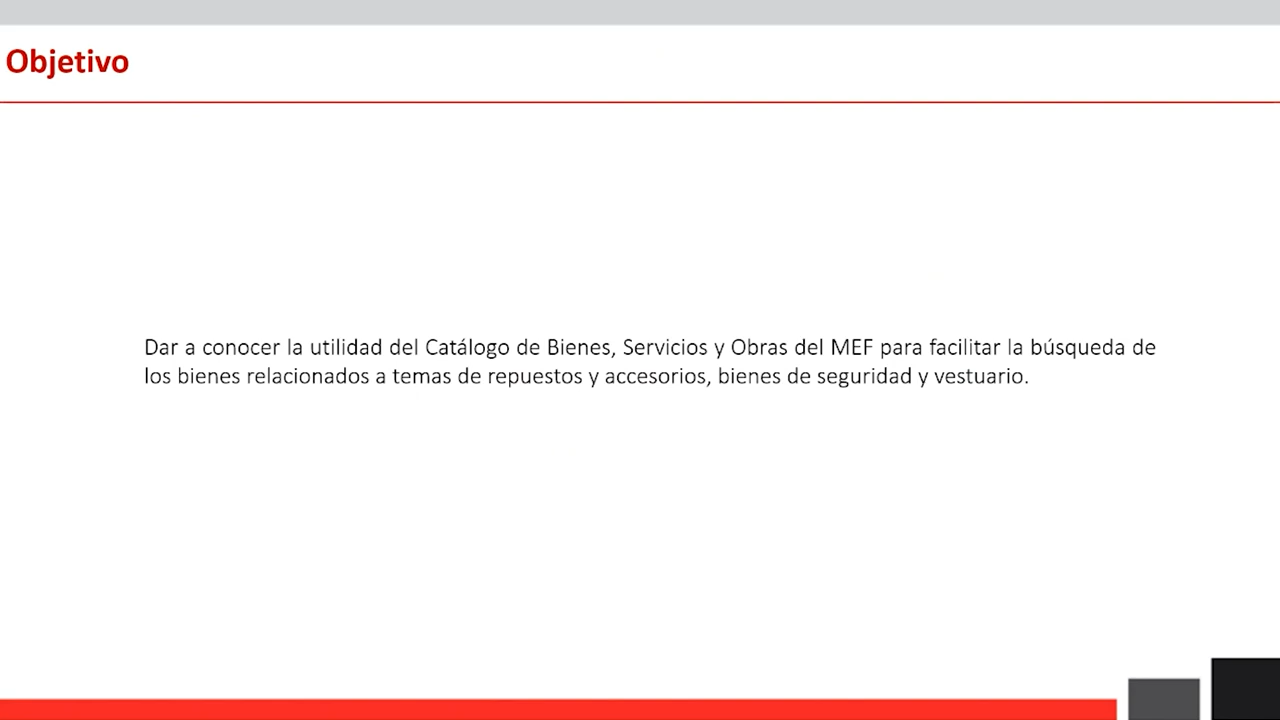 Objetivo
Dar a conocer la utilidad del Catálogo de Bienes, Servicios y Obras del MEF para facilitar la búsqueda de
los bienes relacionados a temas de repuestos y accesorios, bienes de seguridad y vestuario.